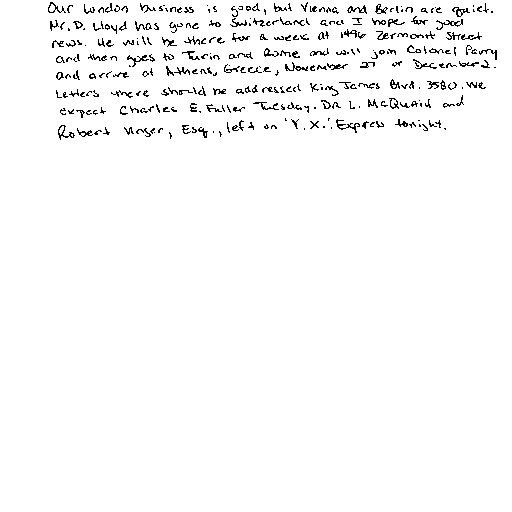 Our London business is good, but Vienna and Berlin are quiet.
Mr. D. Lloyd has gone to Switzerland and I hope for good
news. He will be there for a week at 1496 Zermott Street
and then goes to Turin and Rome and will join Colonel Parry
and arrive at Athens, Greece, November 27 or December 2.
Letters there should be addressed King James Blvd. 3580. We
expect Charles E. Fuller Tuesday. Dr L. McQuaid and
Robert Unger, Esq., left on 'Y.X.' Express tonight.